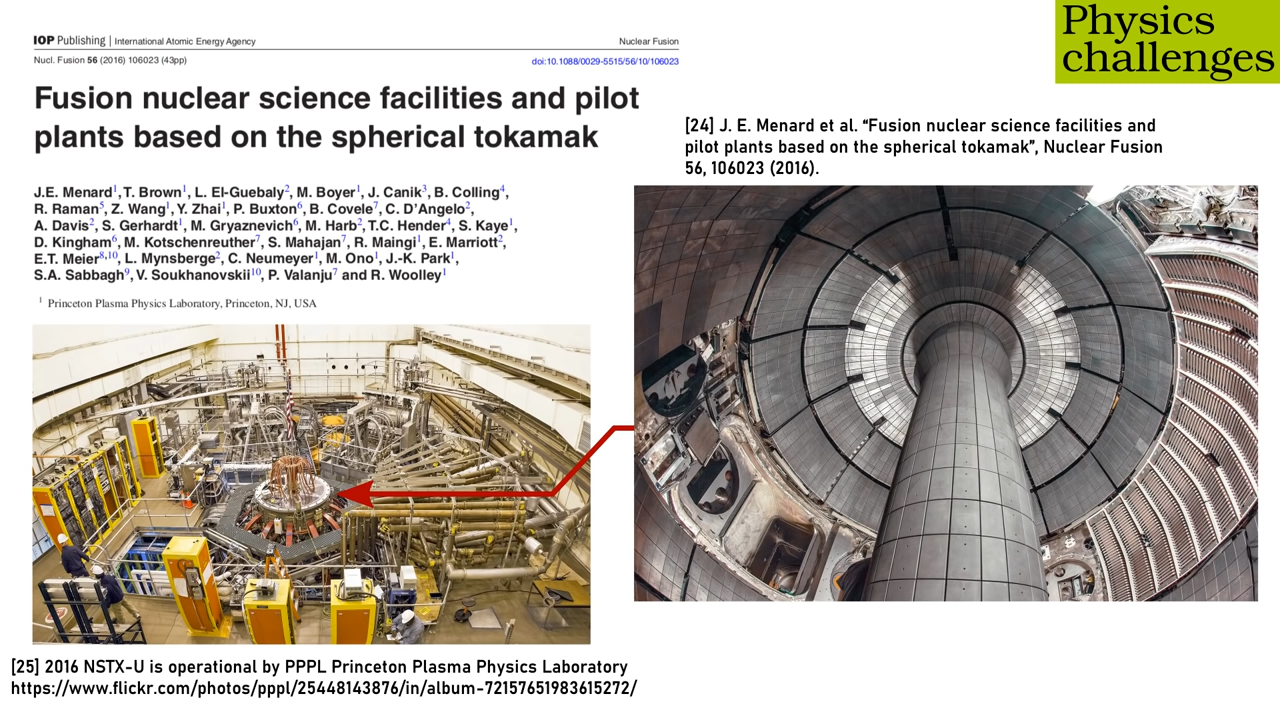 Physics
challenges
IOP Publishing | International Atomic Energy Agency
Nuclear Fusion
Nucl. Fusion 56 (2016) 106023 (43pp)
doi:10.1088/0029-5515/56/10/106023
Fusion nuclear science facilities and pilot
plants based on the spherical tokamak
J.E. Menard1, T. Brown1, L. El-Guebaly2, M. Boyer1, J. Canik3, B. Colling4,
R. Raman5, Z. Wang1, Y. Zhai1, P. Buxton6, B. Covele7, C. D'Angelo2,
A. Davis2, S. Gerhardt1, M. Gryaznevich6, M. Harb2, T.C. Hender4, S. Kaye1,
D. Kingham6, M. Kotschenreuther7, S. Mahajan7, R. Maingi1, E. Marriott2,
E.T. Meier8,10, L. Mynsberge2, C. Neumeyer1, M. Ono1, J.-K. Park1,
S.A. Sabbagh9, V. Soukhanovskii10, P. Valanju7 and R. Woolley1
1 Princeton Plasma Physics Laboratory, Princeton, NJ, USA
[24] J. E. Menard et al. “Fusion nuclear science facilities and
pilot plants based on the spherical tokamak”, Nuclear Fusion
56, 106023 (2016).
[25] 2016 NSTX-U is operational by PPPL Princeton Plasma Physics Laboratory
https://www.flickr.com/photos/pppl/25448143876/in/album-72157651983615272/